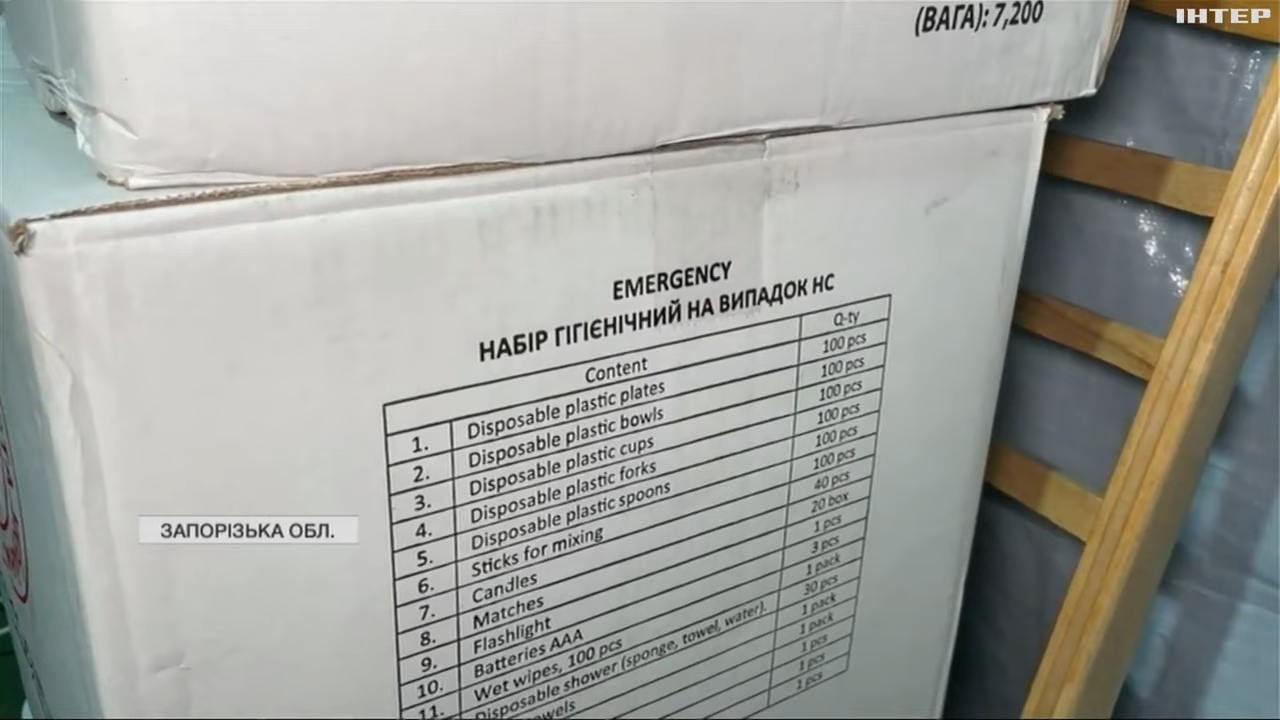 ІНТЕР
(ВАГА): 7,200
EMERGENCY
НАБІР ГІГІЄНІЧНИЙ НА ВИПАДОК НС
Content Q-ty
1. Disposable plastic plates 100 pcs
2. Disposable plastic bowls 100 pcs
3. Disposable plastic cups 100 pcs
4. Disposable plastic forks 100 pcs
5. Disposable plastic spoons 100 pcs
6. Sticks for mixing 100 pcs
7. Candles 40 pcs
8. Matches 20 box
9. Flashlight 1 pcs
10. Batteries AAA 3 pcs
11. Wet wipes, 100 pcs 1 pack
Disposable shower (sponge, towel, water). 30 pcs
1 pack
1 pack
1 pcs
1 pcs
1 pcs
ЗАПОРІЗЬКА ОБЛ.